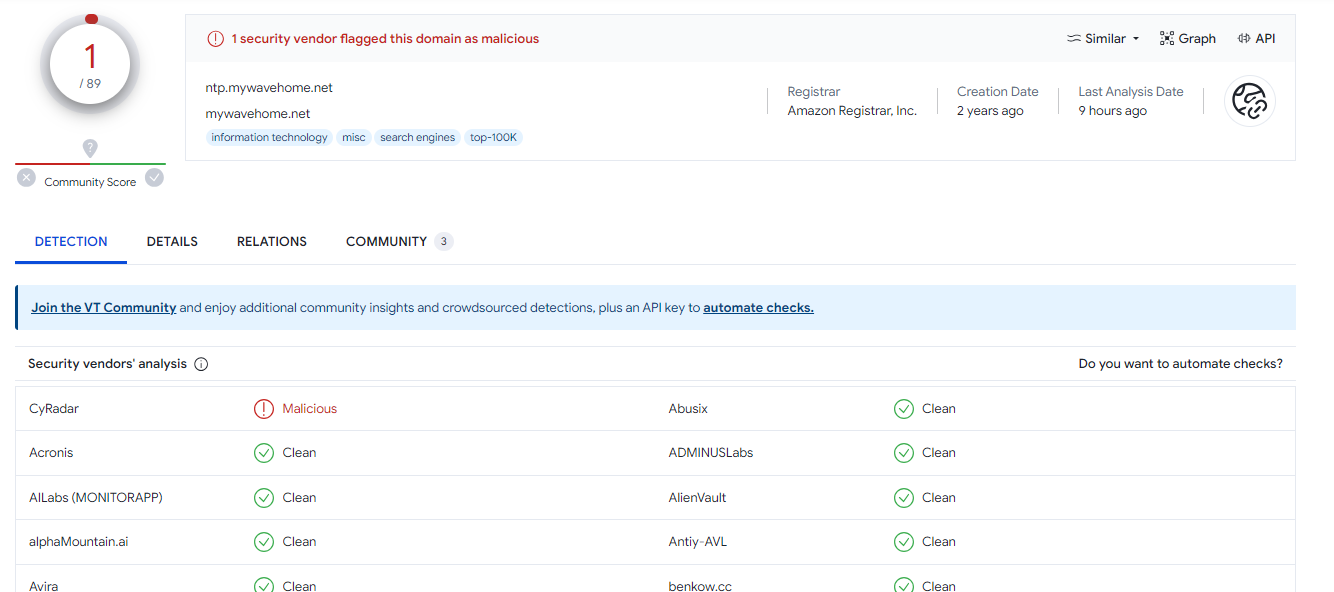 1
/ 89
Community Score
1 security vendor flagged this domain as malicious
Similar
Graph
API
ntp.mywavehome.net
mywavehome.net
information technology misc search engines top-100K
Registrar
Amazon Registrar, Inc.
Creation Date
2 years ago
Last Analysis Date
9 hours ago
DETECTION DETAILS RELATIONS COMMUNITY 3
Join the VT Community and enjoy additional community insights and crowdsourced detections, plus an API key to automate checks.
Security vendors' analysis Do you want to automate checks?
CyRadar Malicious Abusix Clean
Acronis Clean ADMINUSLabs Clean
AILabs (MONITORAPP) Clean AlienVault Clean
alphaMountain.ai Clean Antiy-AVL Clean
Avira Clean benkow.cc Clean